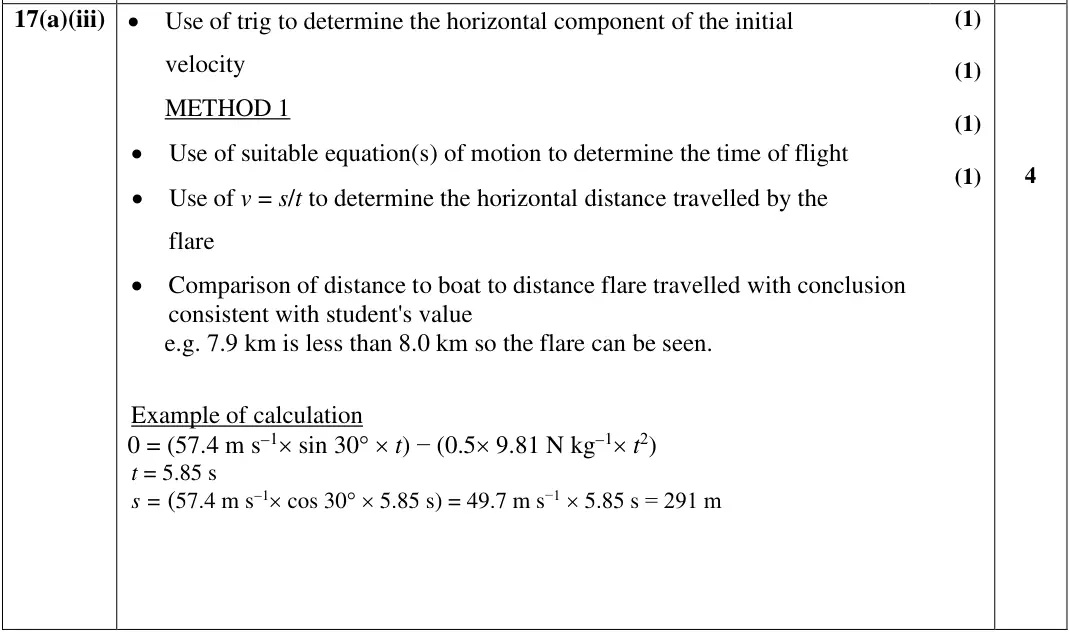 17(a)(iii) • Use of trig to determine the horizontal component of the initial (1)
velocity (1)
METHOD 1
(1)
• Use of suitable equation(s) of motion to determine the time of flight
(1) 4
• Use of v = s/t to determine the horizontal distance travelled by the
flare
• Comparison of distance to boat to distance flare travelled with conclusion
consistent with student's value
e.g. 7.9 km is less than 8.0 km so the flare can be seen.
Example of calculation
0 = (57.4 m s⁻¹× sin 30° × t) − (0.5× 9.81 N kg⁻¹× t²)
t = 5.85 s
s = (57.4 m s⁻¹× cos 30° × 5.85 s) = 49.7 m s⁻¹ × 5.85 s = 291 m